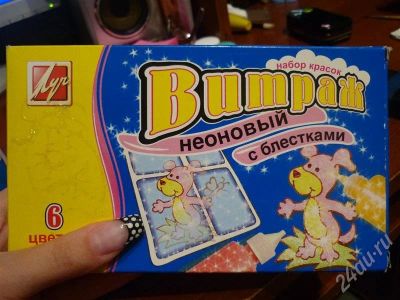 Луч
набор красок
Витраж
неоновый
с блестками
6
цвет
24au.ru